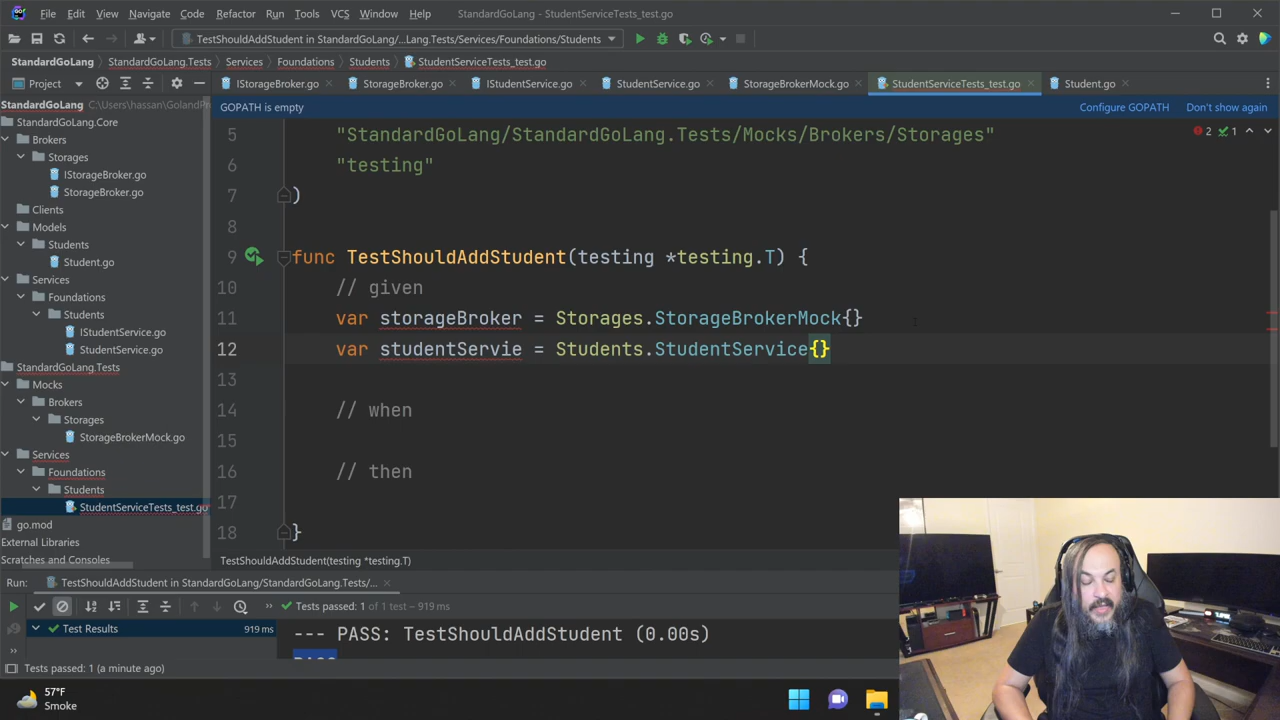 File Edit View Navigate Code Refactor Run Tools VCS Window Help StandardGoLang - StudentServiceTests_test.go
TestShouldAddStudent in StandardGoLang/...Lang.Tests/Services/Foundations/Students
StandardGoLang StandardGoLang.Tests Services Foundations Students StudentServiceTests_test.go
Project IStorageBroker.go StorageBroker.go IStudentService.go StudentService.go StorageBrokerMock.go StudentServiceTests_test.go Student.go
GOPATH is empty Configure GOPATH Don't show again
StandardGoLang C:\Users\hassan\GolandPr
StandardGoLang.Core
Brokers
Storages
IStorageBroker.go
StorageBroker.go
Clients
Models
Students
Student.go
Services
Foundations
Students
IStudentService.go
StudentService.go
StandardGoLang.Tests
Mocks
Brokers
Storages
StorageBrokerMock.go
Services
Foundations
Students
StudentServiceTests_test.go
go.mod
External Libraries
Scratches and Consoles
2 1
5 "StandardGoLang/StandardGoLang.Tests/Mocks/Brokers/Storages"
6 "testing"
7 )
8
9 func TestShouldAddStudent(testing *testing.T) {
10 // given
11 var storageBroker = Storages.StorageBrokerMock{}
12 var studentServie = Students.StudentService{}
13
14 // when
15
16 // then
17
18 }
TestShouldAddStudent(testing *testing.T)
Run: TestShouldAddStudent in StandardGoLang/StandardGoLang.Tests/...
Tests passed: 1 of 1 test – 919 ms
Test Results 919 ms
--- PASS: TestShouldAddStudent (0.00s)
PASS
Tests passed: 1 (a minute ago)
57°F
Smoke